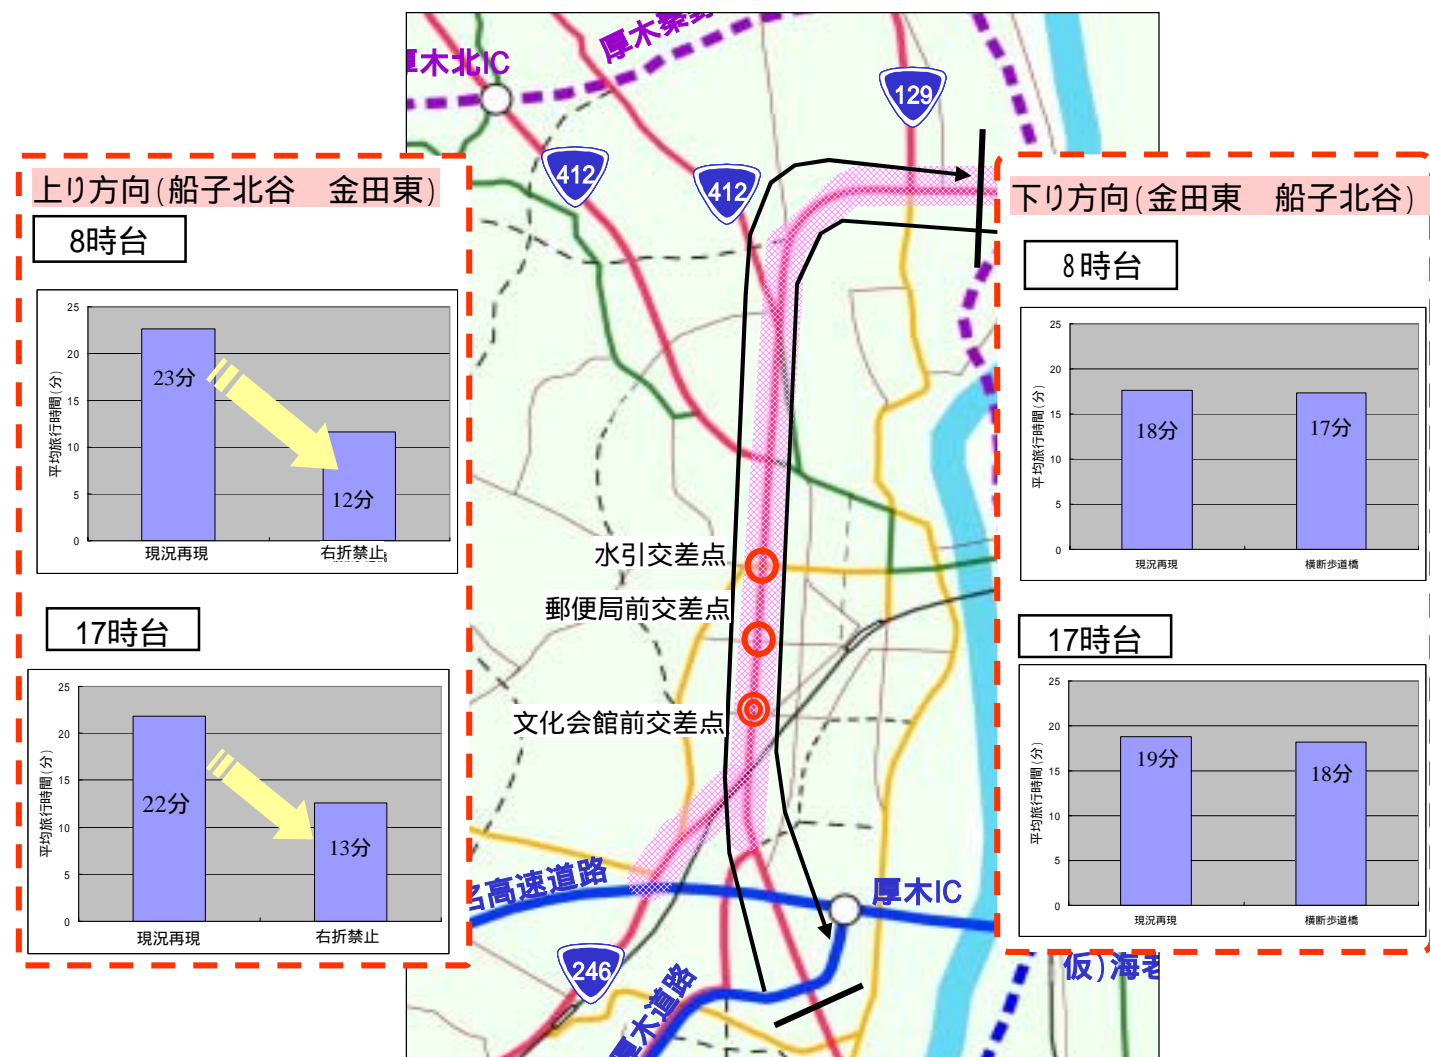 厚木秦野
厚木北IC
129
412
412
上り方向(船子北谷　金田東)
8時台
25
20
15
10
5
0
平均旅行時間(分)
23分
12分
現況再現
右折禁止
17時台
25
20
15
10
5
0
平均旅行時間(分)
22分
13分
現況再現
右折禁止
水引交差点
郵便局前交差点
文化会館前交差点
名高速道路
厚木IC
246
厚木道路
仮)海老
下り方向(金田東　船子北谷)
8時台
25
20
15
10
5
0
平均旅行時間(分)
18分
17分
現況再現
横断歩道橋
17時台
25
20
15
10
5
0
平均旅行時間(分)
19分
18分
現況再現
横断歩道橋